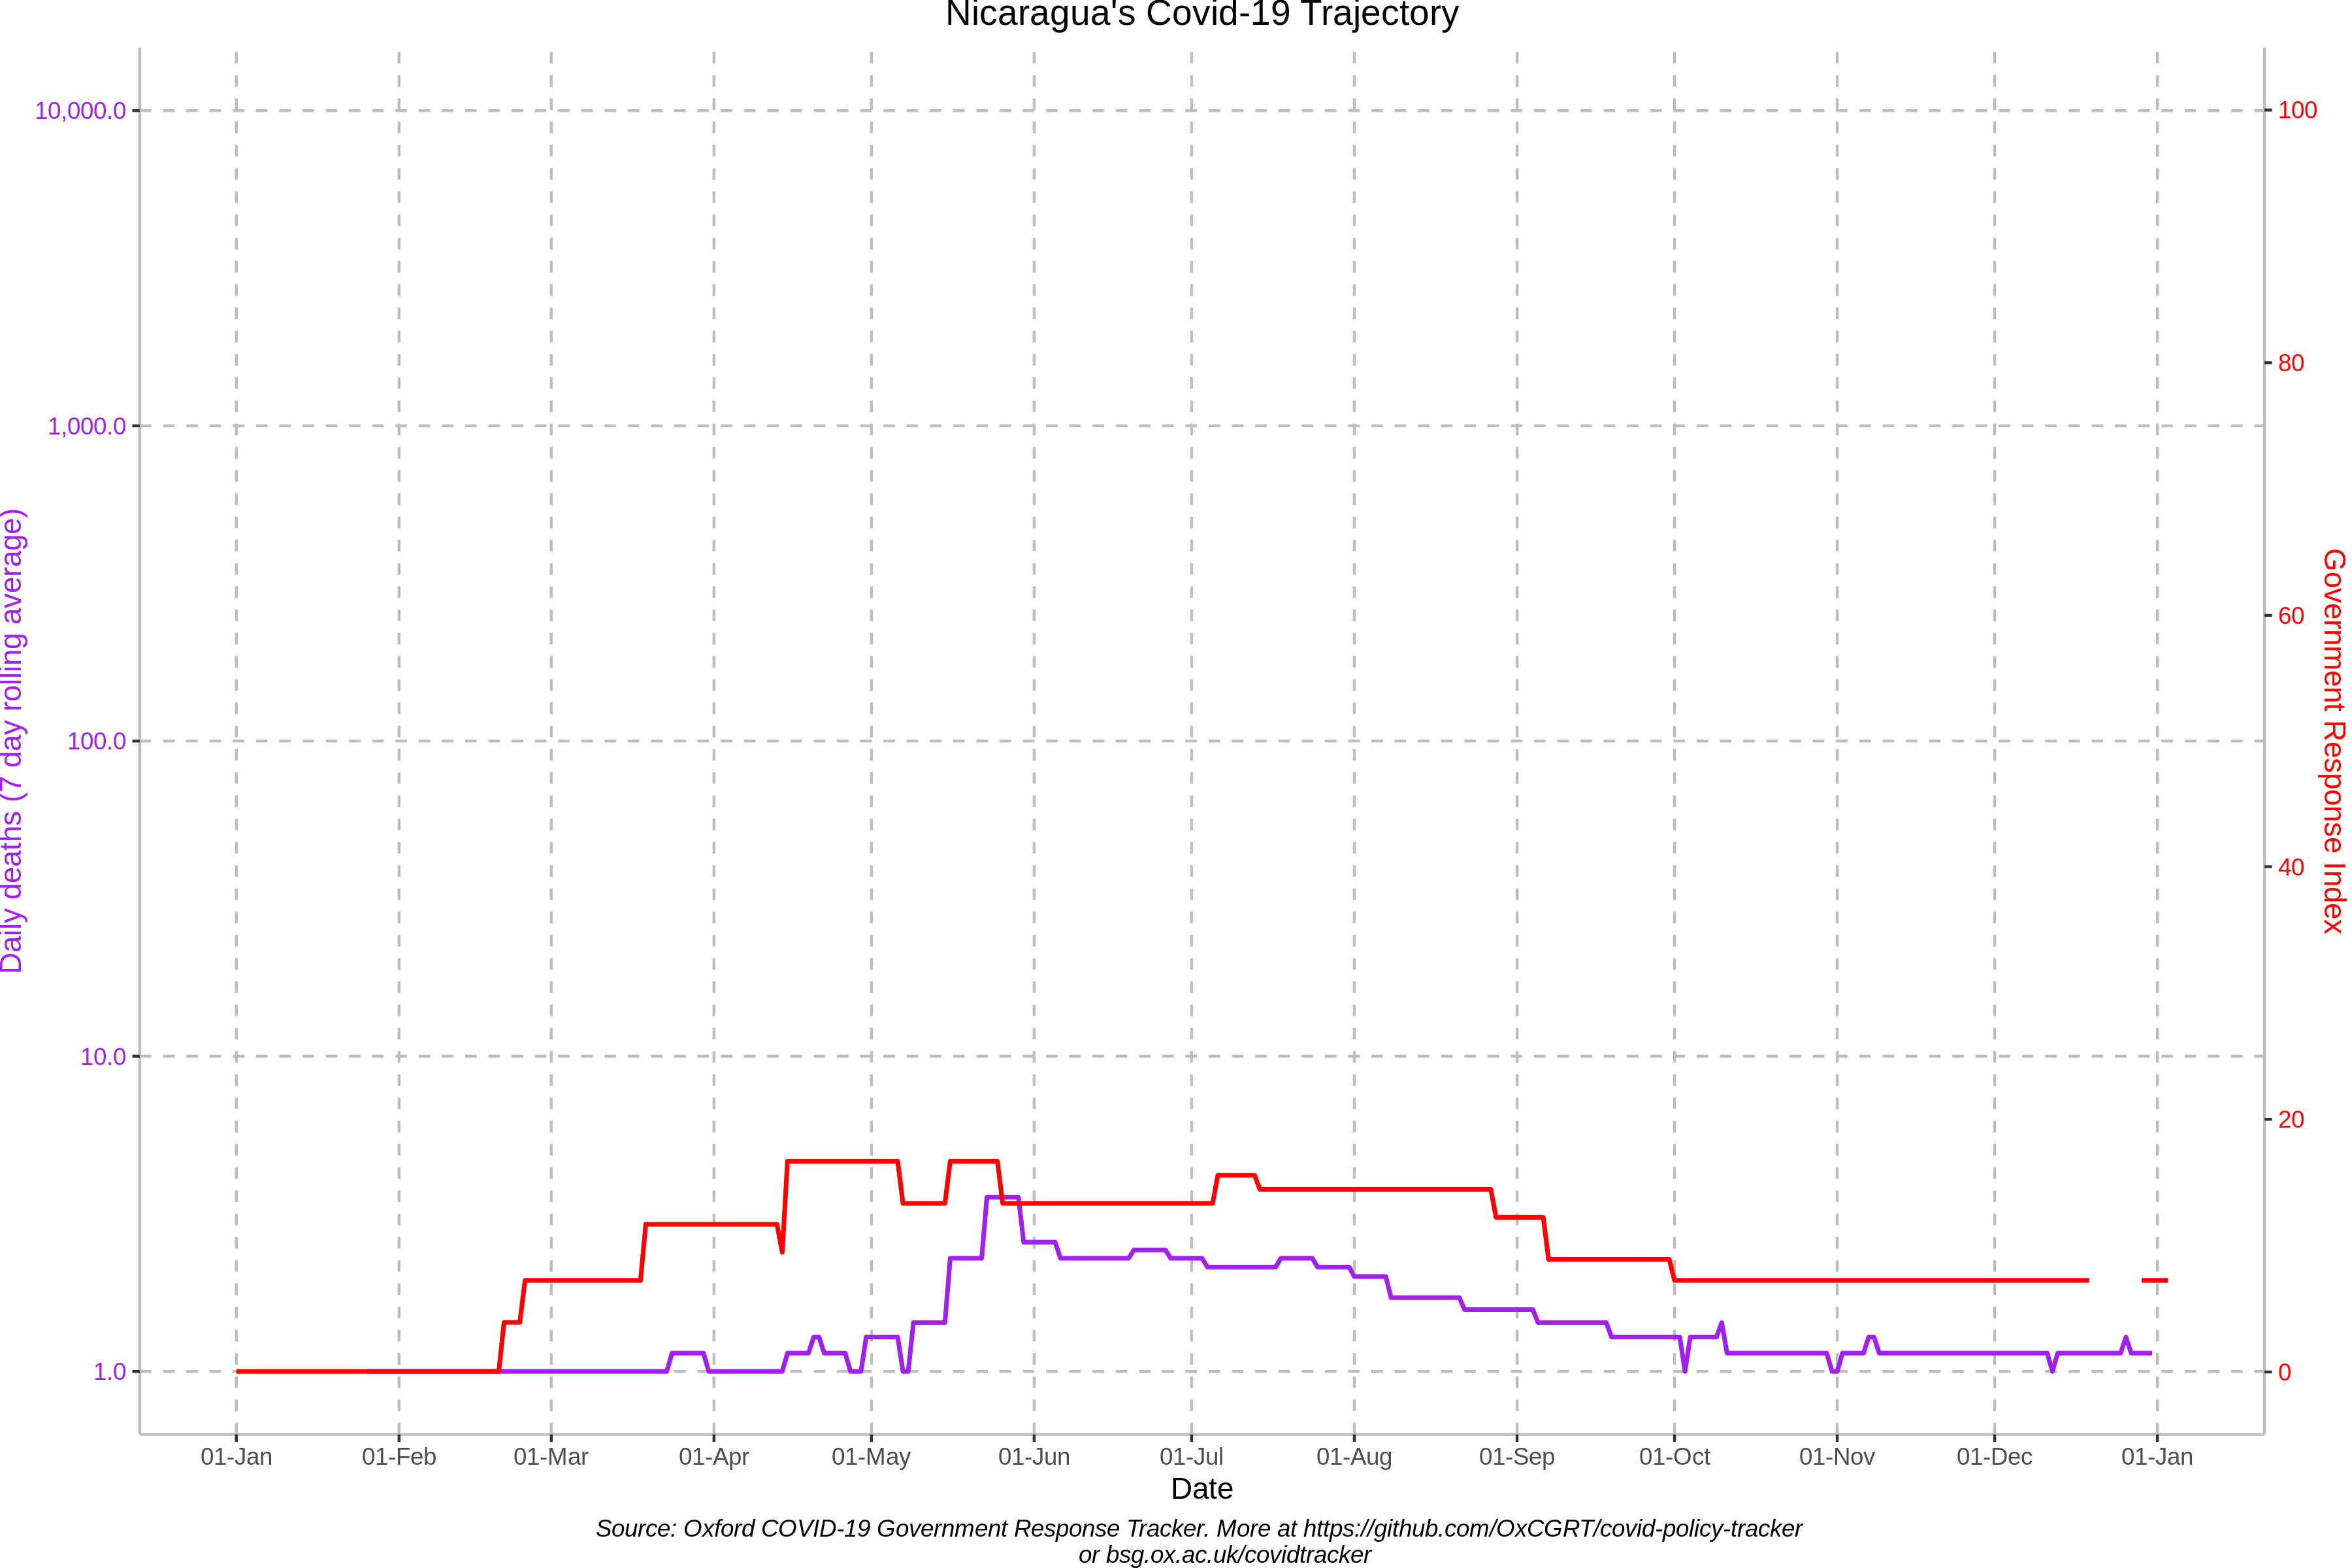 Nicaragua's Covid-19 Trajectory
10,000.0
1,000.0
100.0
10.0
1.0
Daily deaths (7 day rolling average)
100
80
60
40
20
0
Government Response Index
01-Jan 01-Feb 01-Mar 01-Apr 01-May 01-Jun 01-Jul 01-Aug 01-Sep 01-Oct 01-Nov 01-Dec 01-Jan
Date
Source: Oxford COVID-19 Government Response Tracker. More at https://github.com/OxCGRT/covid-policy-tracker
or bsg.ox.ac.uk/covidtracker